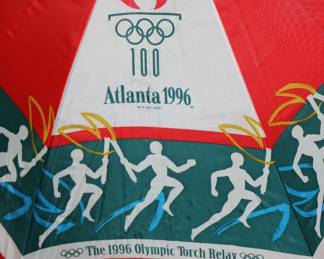 100
Atlanta 1996
The 1996 Olympic Torch Relay